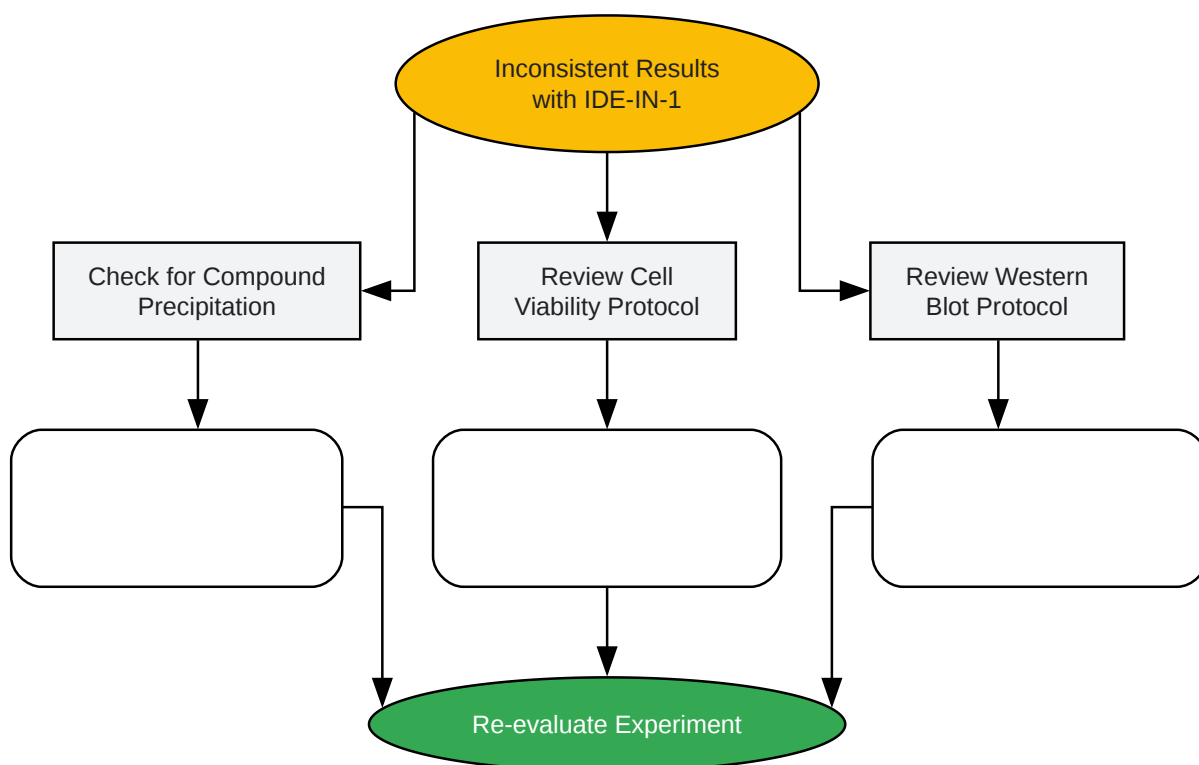 Inconsistent Results
with IDE-IN-1
Check for Compound
Precipitation
Review Cell
Viability Protocol
Review Western
Blot Protocol
Re-evaluate Experiment